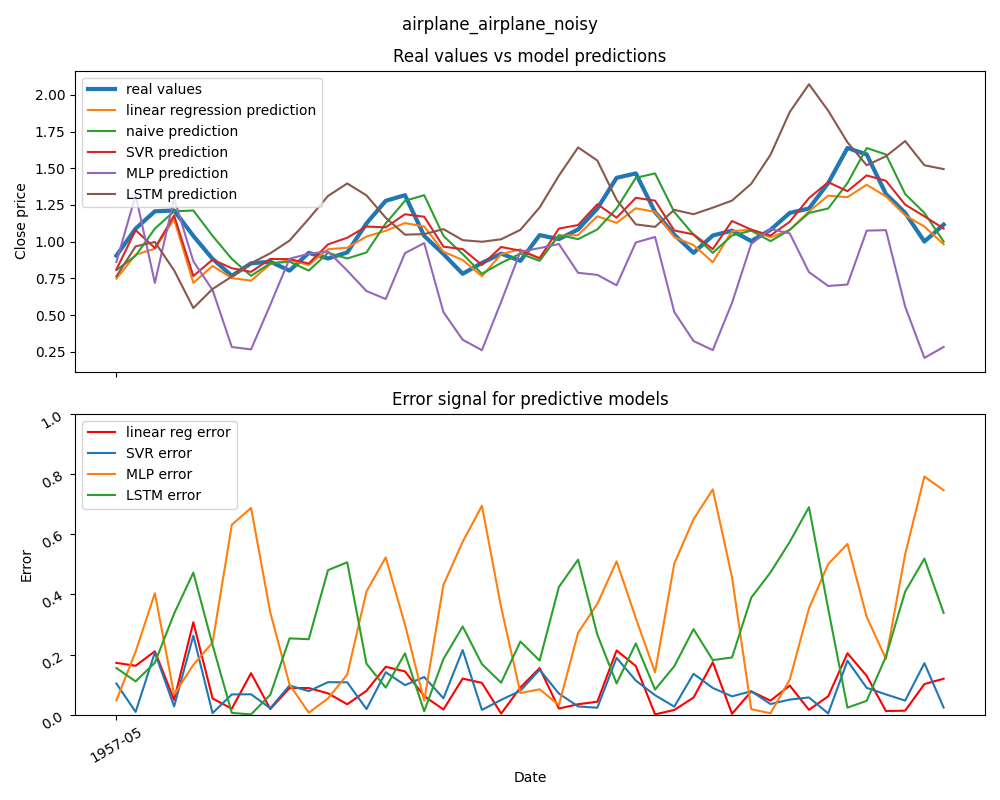 airplane_airplane_noisy
Real values vs model predictions
Close price
2.00
1.75
1.50
1.25
1.00
0.75
0.50
0.25
real values
linear regression prediction
naive prediction
SVR prediction
MLP prediction
LSTM prediction
Error signal for predictive models
Error
1.0
0.8
0.6
0.4
0.2
0.0
linear reg error
SVR error
MLP error
LSTM error
1957-05
Date